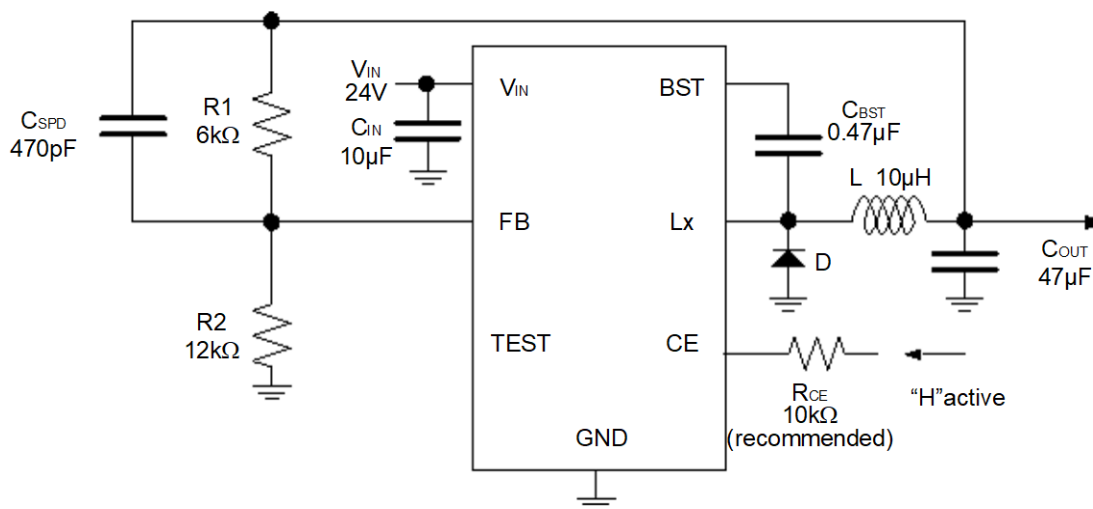 CSPD
470pF
R1
6kΩ
VIN
24V
CIN
10µF
VIN
BST
CBST
0.47µF
L 10µH
FB
Lx
D
COUT
47µF
R2
12kΩ
TEST
CE
RCE
10kΩ
(recommended)
“H”active
GND